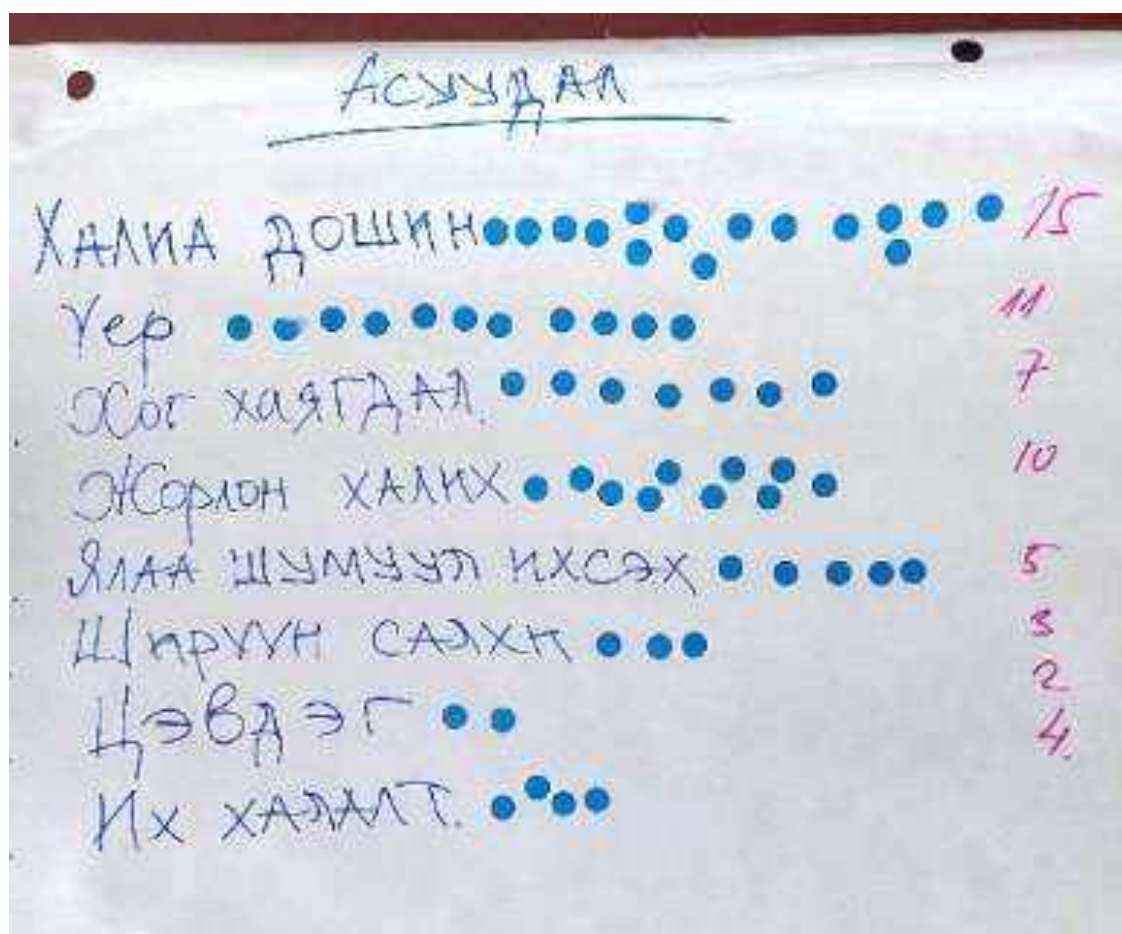 Асуудал
Халиа дошин 15
Үер 11
Хог хаягдал. 7
Жорлон халих 10
Ялаа шумуул ихсэх 5
Ширүүн салхи 3
Цэвдэг 2
Их халалт. 4.